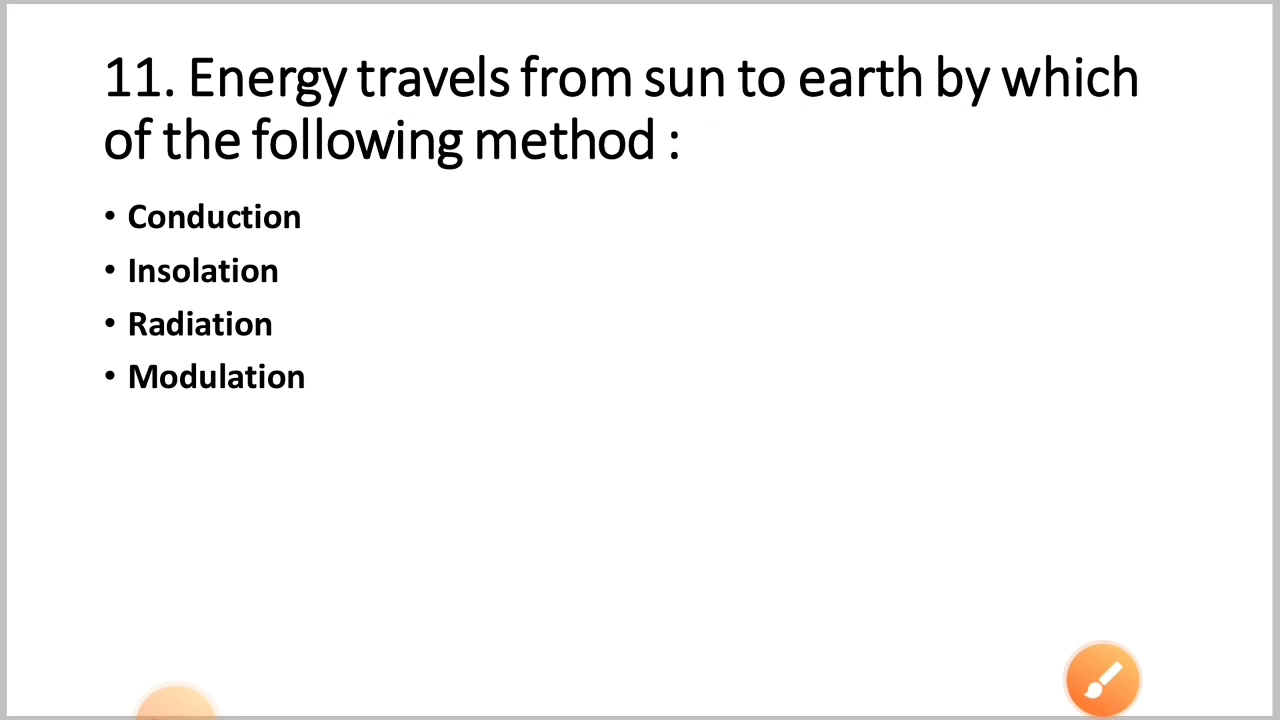 11. Energy travels from sun to earth by which
of the following method :
• Conduction
• Insolation
• Radiation
• Modulation